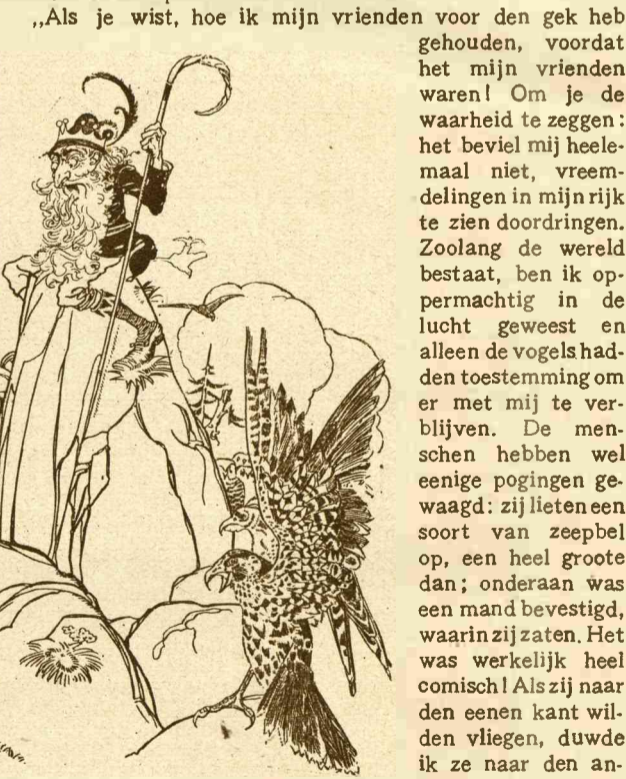 „Als je wist, hoe ik mijn vrienden voor den gek heb
gehouden, voordat
het mijn vrienden
waren! Om je de
waarheid te zeggen:
het beviel mij heele-
maal niet, vreem-
delingen in mijn rijk
te zien doordringen.
Zoolang de wereld
bestaat, ben ik op-
permachtig in de
lucht geweest en
alleen de vogels had-
den toestemming om
er met mij te ver-
blijven. De men-
schen hebben wel
eenige pogingen ge-
waagd: zij lieten een
soort van zeepbel
op, een heel groote
dan; onderaan was
een mand bevestigd,
waarin zij zaten. Het
was werkelijk heel
comisch! Als zij naar
den eenen kant wil-
den vliegen, duwde
ik ze naar den an-